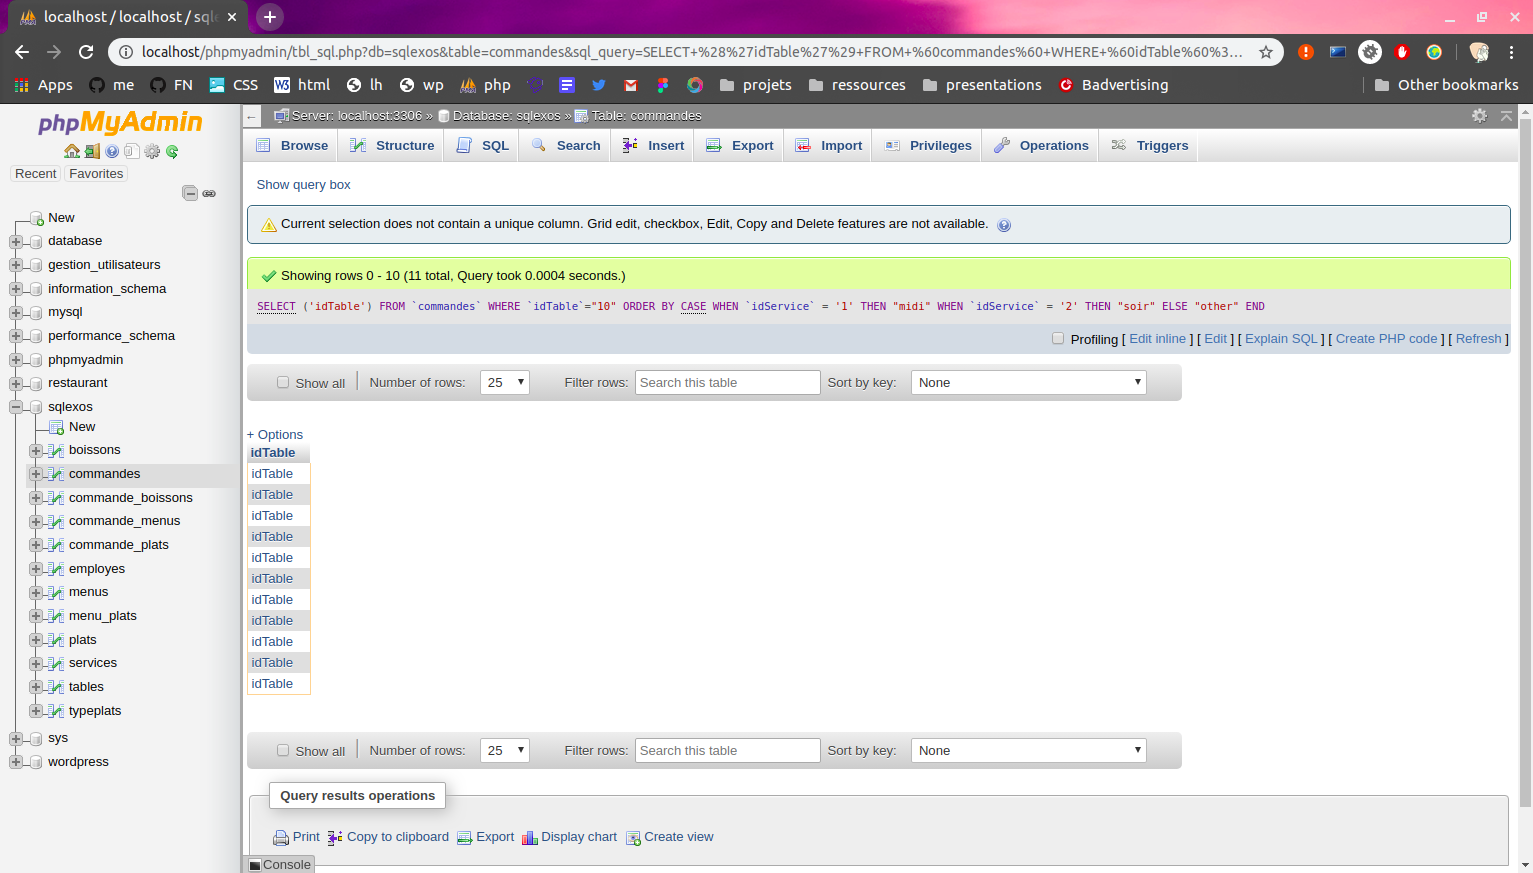 localhost / localhost / sqle
localhost/phpmyadmin/tbl_sql.php?db=sqlexos&table=commandes&sql_query=SELECT+%28%27idTable%27%29+FROM+%60commandes%60+WHERE+%60idTable%60%3...
Apps me FN CSS html lh wp php projets ressources presentations Badvertising Other bookmarks
phpMyAdmin
Recent Favorites
New
database
gestion_utilisateurs
information_schema
mysql
performance_schema
phpmyadmin
restaurant
sqlexos
New
boissons
commandes
commande_boissons
commande_menus
commande_plats
employes
menus
menu_plats
plats
services
tables
typeplats
sys
wordpress
Server: localhost:3306 » Database: sqlexos » Table: commandes
Browse Structure SQL Search Insert Export Import Privileges Operations Triggers
Show query box
Current selection does not contain a unique column. Grid edit, checkbox, Edit, Copy and Delete features are not available.
Showing rows 0 - 10 (11 total, Query took 0.0004 seconds.)
SELECT ('idTable') FROM `commandes` WHERE `idTable`="10" ORDER BY CASE WHEN `idService` = '1' THEN "midi" WHEN `idService` = '2' THEN "soir" ELSE "other" END
Profiling [ Edit inline ] [ Edit ] [ Explain SQL ] [ Create PHP code ] [ Refresh ]
Show all Number of rows: 25 Filter rows: Search this table Sort by key: None
+ Options
idTable
idTable
idTable
idTable
idTable
idTable
idTable
idTable
idTable
idTable
idTable
idTable
Show all Number of rows: 25 Filter rows: Search this table Sort by key: None
Query results operations
Print Copy to clipboard Export Display chart Create view
Console